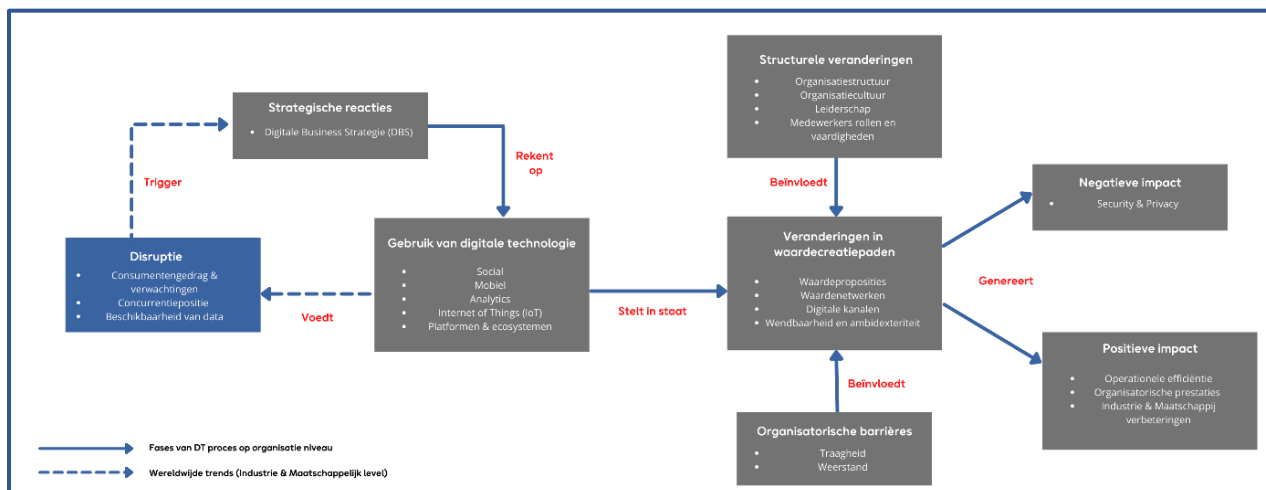 Structurele veranderingen
Organisatiestructuur
Organisatiecultuur
Leiderschap
Medewerkers rollen en
vaardigheden
Strategische reacties
Digitale Business Strategie (DBS)
Trigger
Rekent
op
Beïnvloedt
Negatieve impact
Security & Privacy
Disruptie
Consumentengedrag &
verwachtingen
Concurrentiepositie
Beschikbaarheid van data
Voedt
Gebruik van digitale technologie
Social
Mobiel
Analytics
Internet of Things (IoT)
Platformen & ecosystemen
Stelt in staat
Veranderingen in
waardecreatiepaden
Waardeproposities
Waardenetwerken
Digitale kanalen
Wendbaarheid en ambidexteriteit
Genereert
Positieve impact
Operationele efficiëntie
Organisatorische prestaties
Industrie & Maatschappij
verbeteringen
Beïnvloedt
Organisatorische barrières
Traagheid
Weerstand
Fases van DT proces op organisatie niveau
Wereldwijde trends (Industrie & Maatschappelijk level)